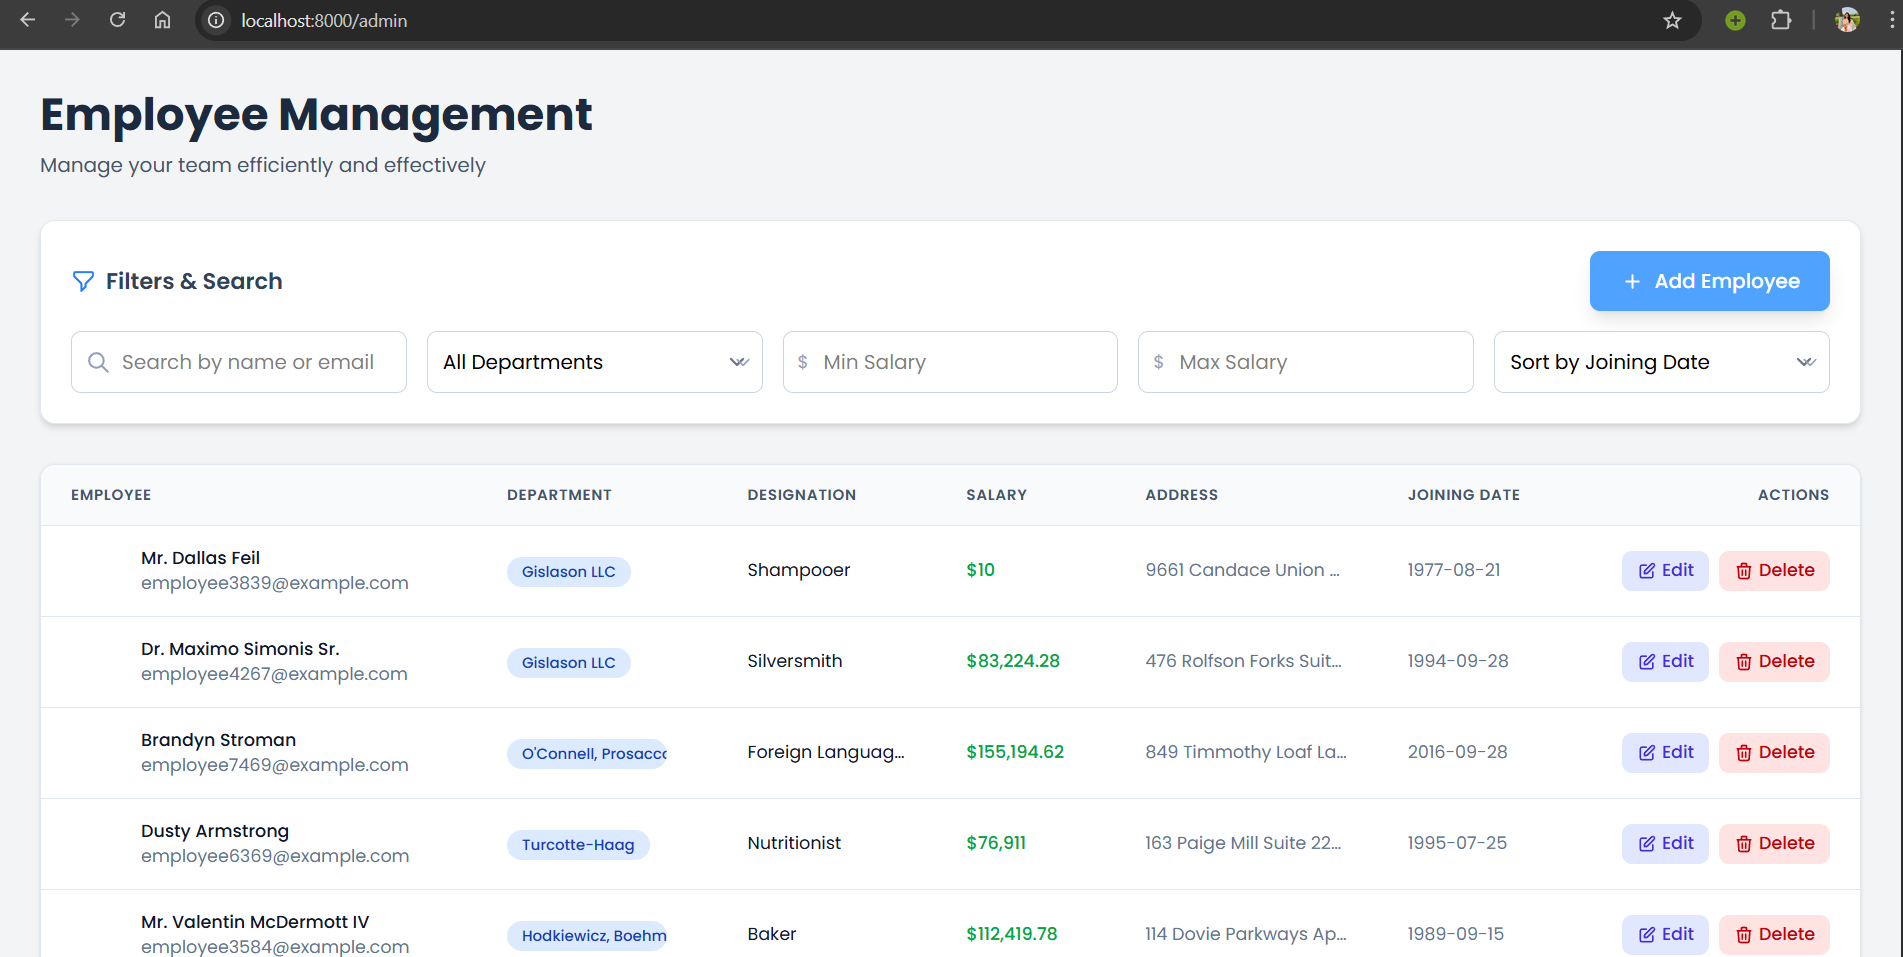 localhost:8000/admin
Employee Management
Manage your team efficiently and effectively
Filters & Search
+ Add Employee
Search by name or email
All Departments
$ Min Salary
$ Max Salary
Sort by Joining Date
EMPLOYEE DEPARTMENT DESIGNATION SALARY ADDRESS JOINING DATE ACTIONS
Mr. Dallas Feil
employee3839@example.com
Gislason LLC
Shampooer
$10
9661 Candace Union ...
1977-08-21
Edit
Delete
Dr. Maximo Simonis Sr.
employee4267@example.com
Gislason LLC
Silversmith
$83,224.28
476 Rolfson Forks Suit...
1994-09-28
Edit
Delete
Brandyn Stroman
employee7469@example.com
O'Connell, Prosacco
Foreign Languag...
$155,194.62
849 Timmothy Loaf La...
2016-09-28
Edit
Delete
Dusty Armstrong
employee6369@example.com
Turcotte-Haag
Nutritionist
$76,911
163 Paige Mill Suite 22...
1995-07-25
Edit
Delete
Mr. Valentin McDermott IV
employee3584@example.com
Hodkiewicz, Boehm
Baker
$112,419.78
114 Dovie Parkways Ap...
1989-09-15
Edit
Delete